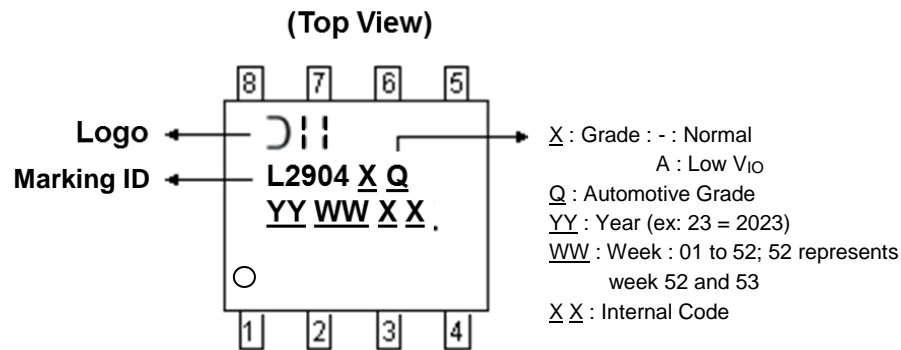 (Top View)
8 7 6 5
Logo
Marking ID
L2904 X Q
YY WW X X .
1 2 3 4
X : Grade : - : Normal
A : Low VIO
Q : Automotive Grade
YY : Year (ex: 23 = 2023)
WW : Week : 01 to 52; 52 represents
week 52 and 53
X X : Internal Code